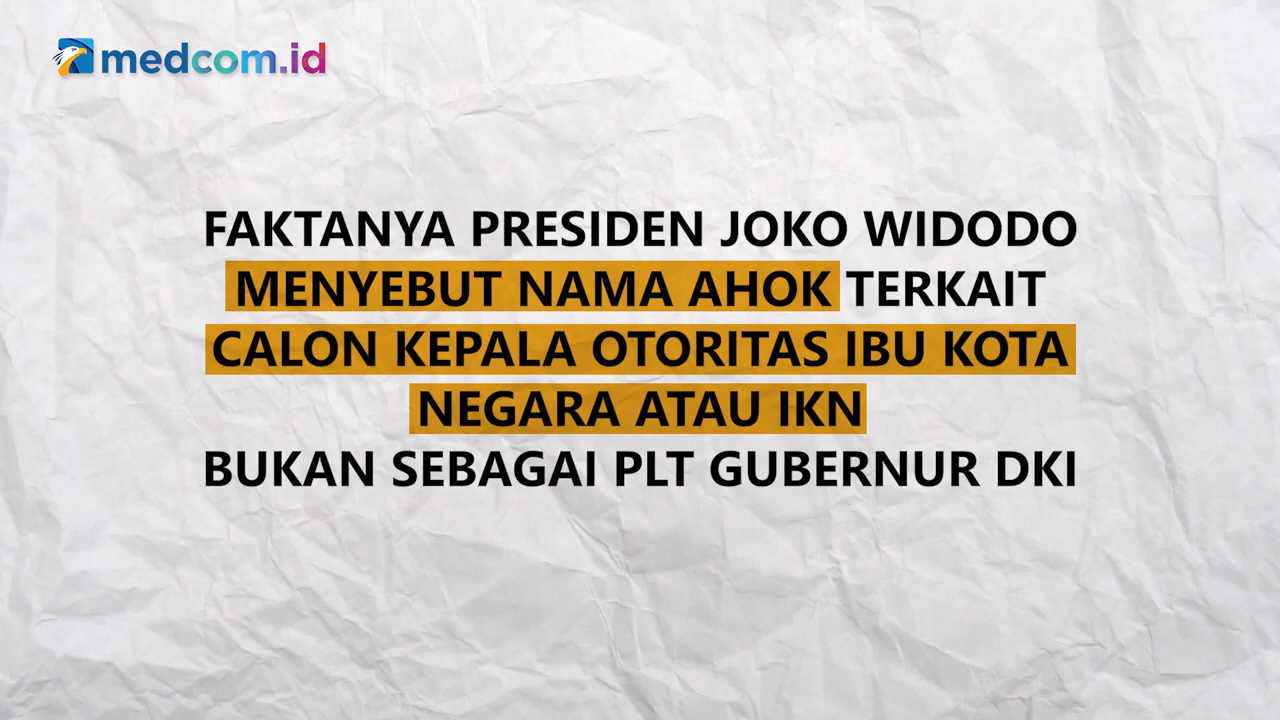 medcom.id
FAKTANYA PRESIDEN JOKO WIDODO
MENYEBUT NAMA AHOK TERKAIT
CALON KEPALA OTORITAS IBU KOTA
NEGARA ATAU IKN
BUKAN SEBAGAI PLT GUBERNUR DKI